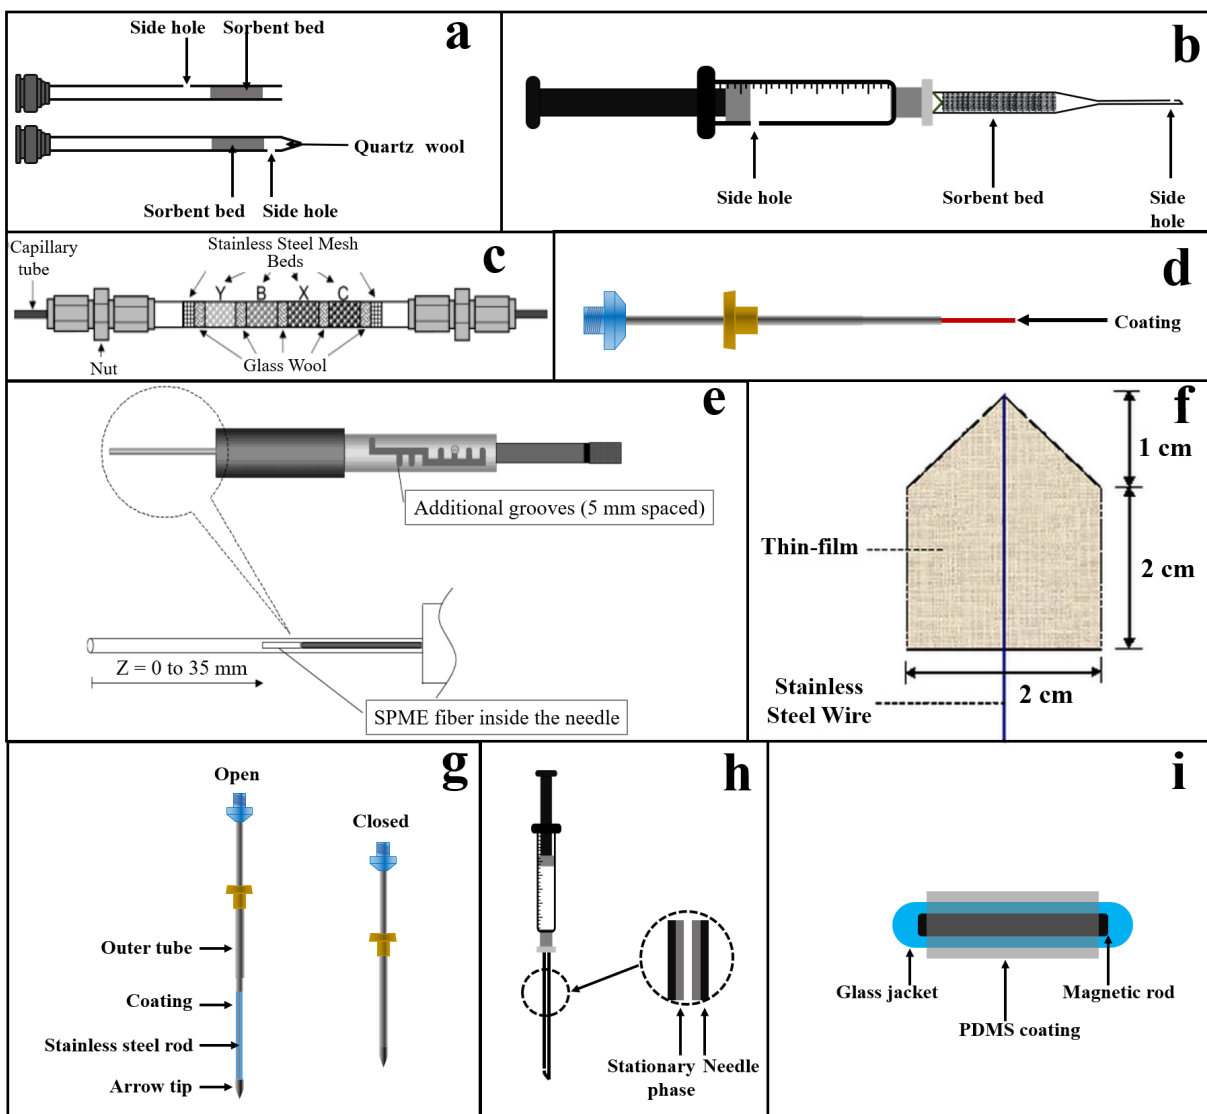 a
Side hole
Sorbent bed
Quartz wool
Sorbent bed
Side hole
b
Side hole
Sorbent bed
Side
hole
c
Capillary
tube
Stainless Steel Mesh
Beds
Y
B
X
C
Nut
Glass Wool
d
Coating
e
Additional grooves (5 mm spaced)
Z = 0 to 35 mm
SPME fiber inside the needle
f
1 cm
Thin-film
2 cm
2 cm
Stainless
Steel Wire
g
Open
Closed
Outer tube
Coating
Stainless steel rod
Arrow tip
h
Stationary
phase
Needle
i
Glass jacket
Magnetic rod
PDMS coating